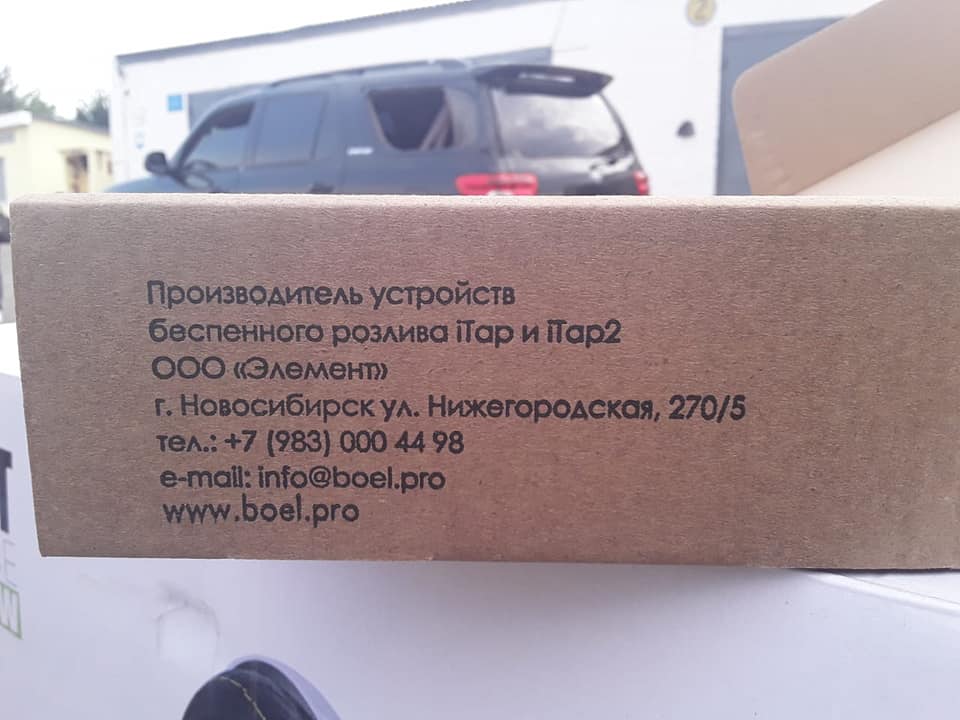 2
Производитель устройств
беспенного розлива iTap и iTap2
ООО «Элемент»
г. Новосибирск ул. Нижегородская, 270/5
тел.: +7 (983) 000 44 98
e-mail: info@boel.pro
www.boel.pro